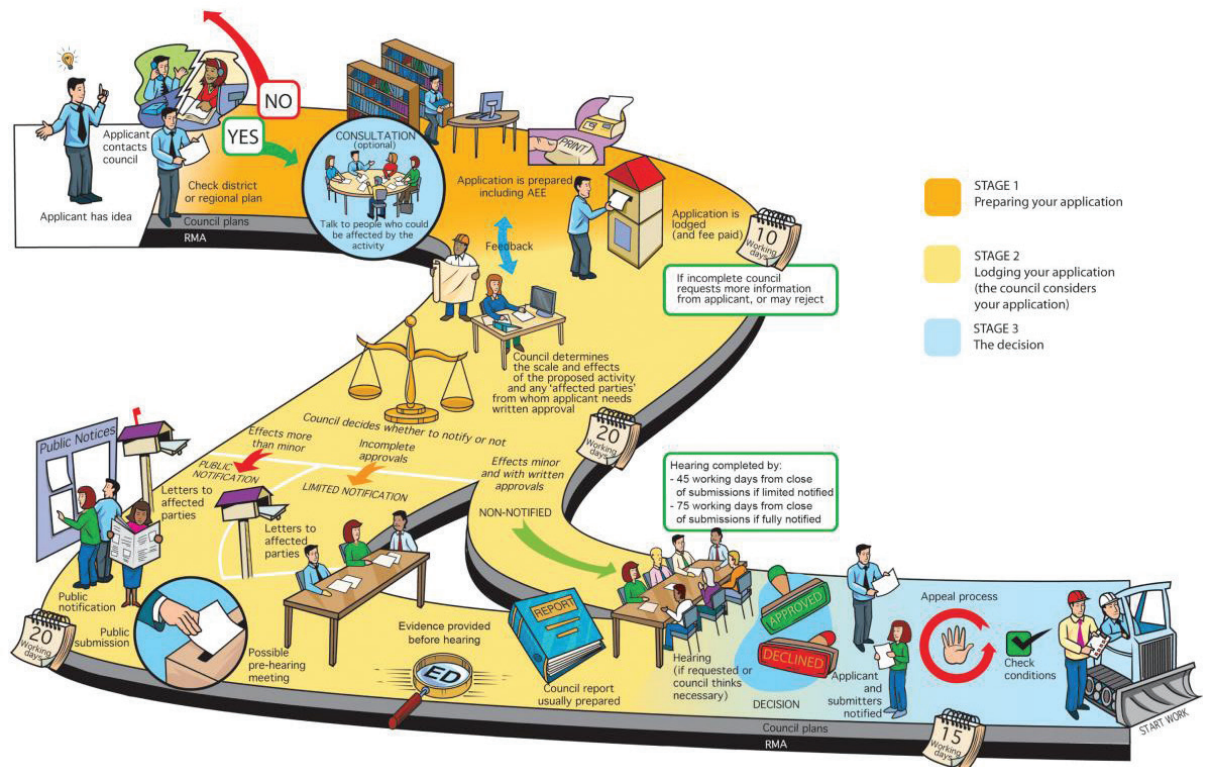 NO
YES
Applicant contacts
council
Applicant has idea
Check district
or regional plan
Council plans
RMA
CONSULTATION
(optional)
Talk to people who could
be affected by the
activity
Application is prepared
including AEE
Feedback
PRINT!
Application is
lodged
(and fee paid)
10
Working
days
If incomplete council
requests more information
from applicant, or may reject
STAGE 1
Preparing your application
STAGE 2
Lodging your application
(the council considers
your application)
STAGE 3
The decision
Council determines
the scale and effects
of the proposed activity
and any 'affected parties'
from whom applicant needs
written approval
20
Working
days
Council decides whether to notify or not
Effects more
than minor
PUBLIC
NOTIFICATION
Incomplete
approvals
LIMITED NOTIFICATION
Effects minor
and with written
approvals
NON-NOTIFIED
Public Notices
Letters to
affected
parties
Letters to
affected
parties
Hearing completed by:
- 45 working days from close
of submissions if limited notified
- 75 working days from close
of submissions if fully notified
Public
notification
20
Working
days
Public
submission
Possible
pre-hearing
meeting
Evidence provided
before hearing
ED
REPORT
Council report
usually prepared
Hearing
(if requested or
council thinks
necessary)
APPROVED
DECLINED
DECISION
Applicant
and
submitters
notified
Appeal process
Check
conditions
START WORK
15
Working
days
Council plans
RMA